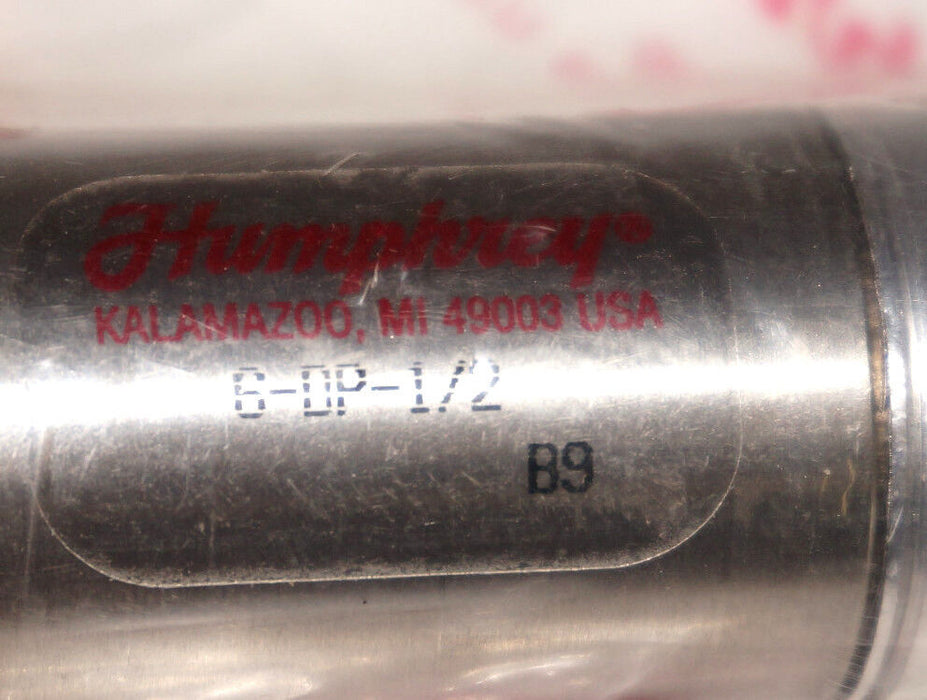 Humphrey®
KALAMAZOO, MI 49003 USA
6-DP-1/2
B9